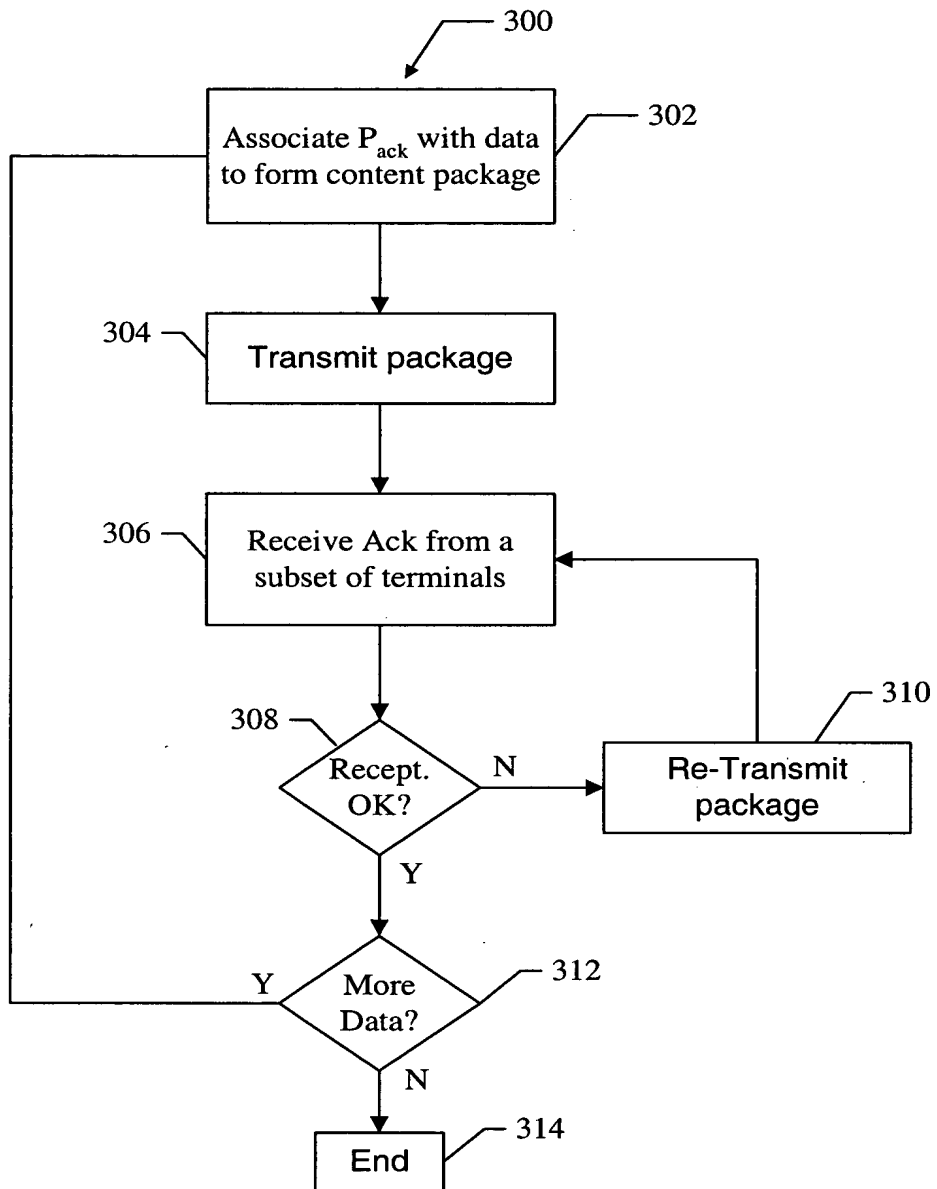 300
Associate Pack with data
to form content package
302
304
Transmit package
306
Receive Ack from a
subset of terminals
308
Recept.
OK?
N
310
Re-Transmit
package
Y
Y
More
Data?
312
N
End
314